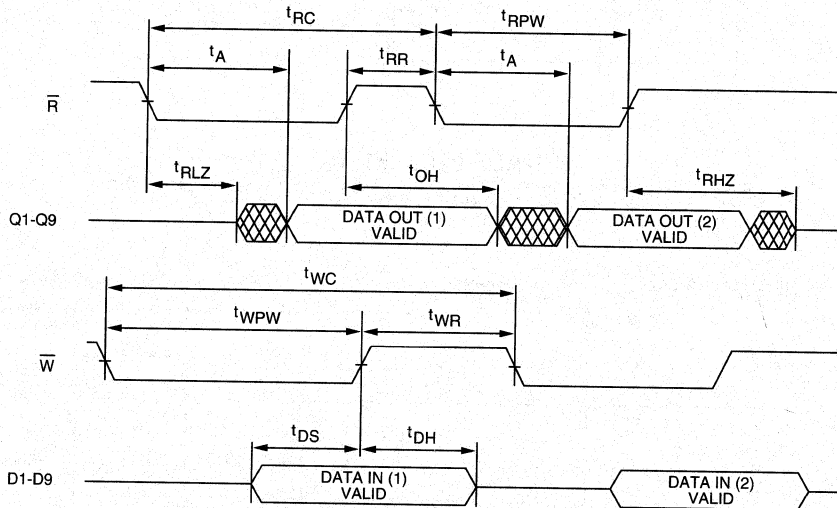 tRC
tRPW
tA
tRR
tA
R
tRLZ
tOH
tRHZ
Q1-Q9
DATA OUT (1)
VALID
DATA OUT (2)
VALID
tWC
tWPW
tWR
W
tDS
tDH
D1-D9
DATA IN (1)
VALID
DATA IN (2)
VALID